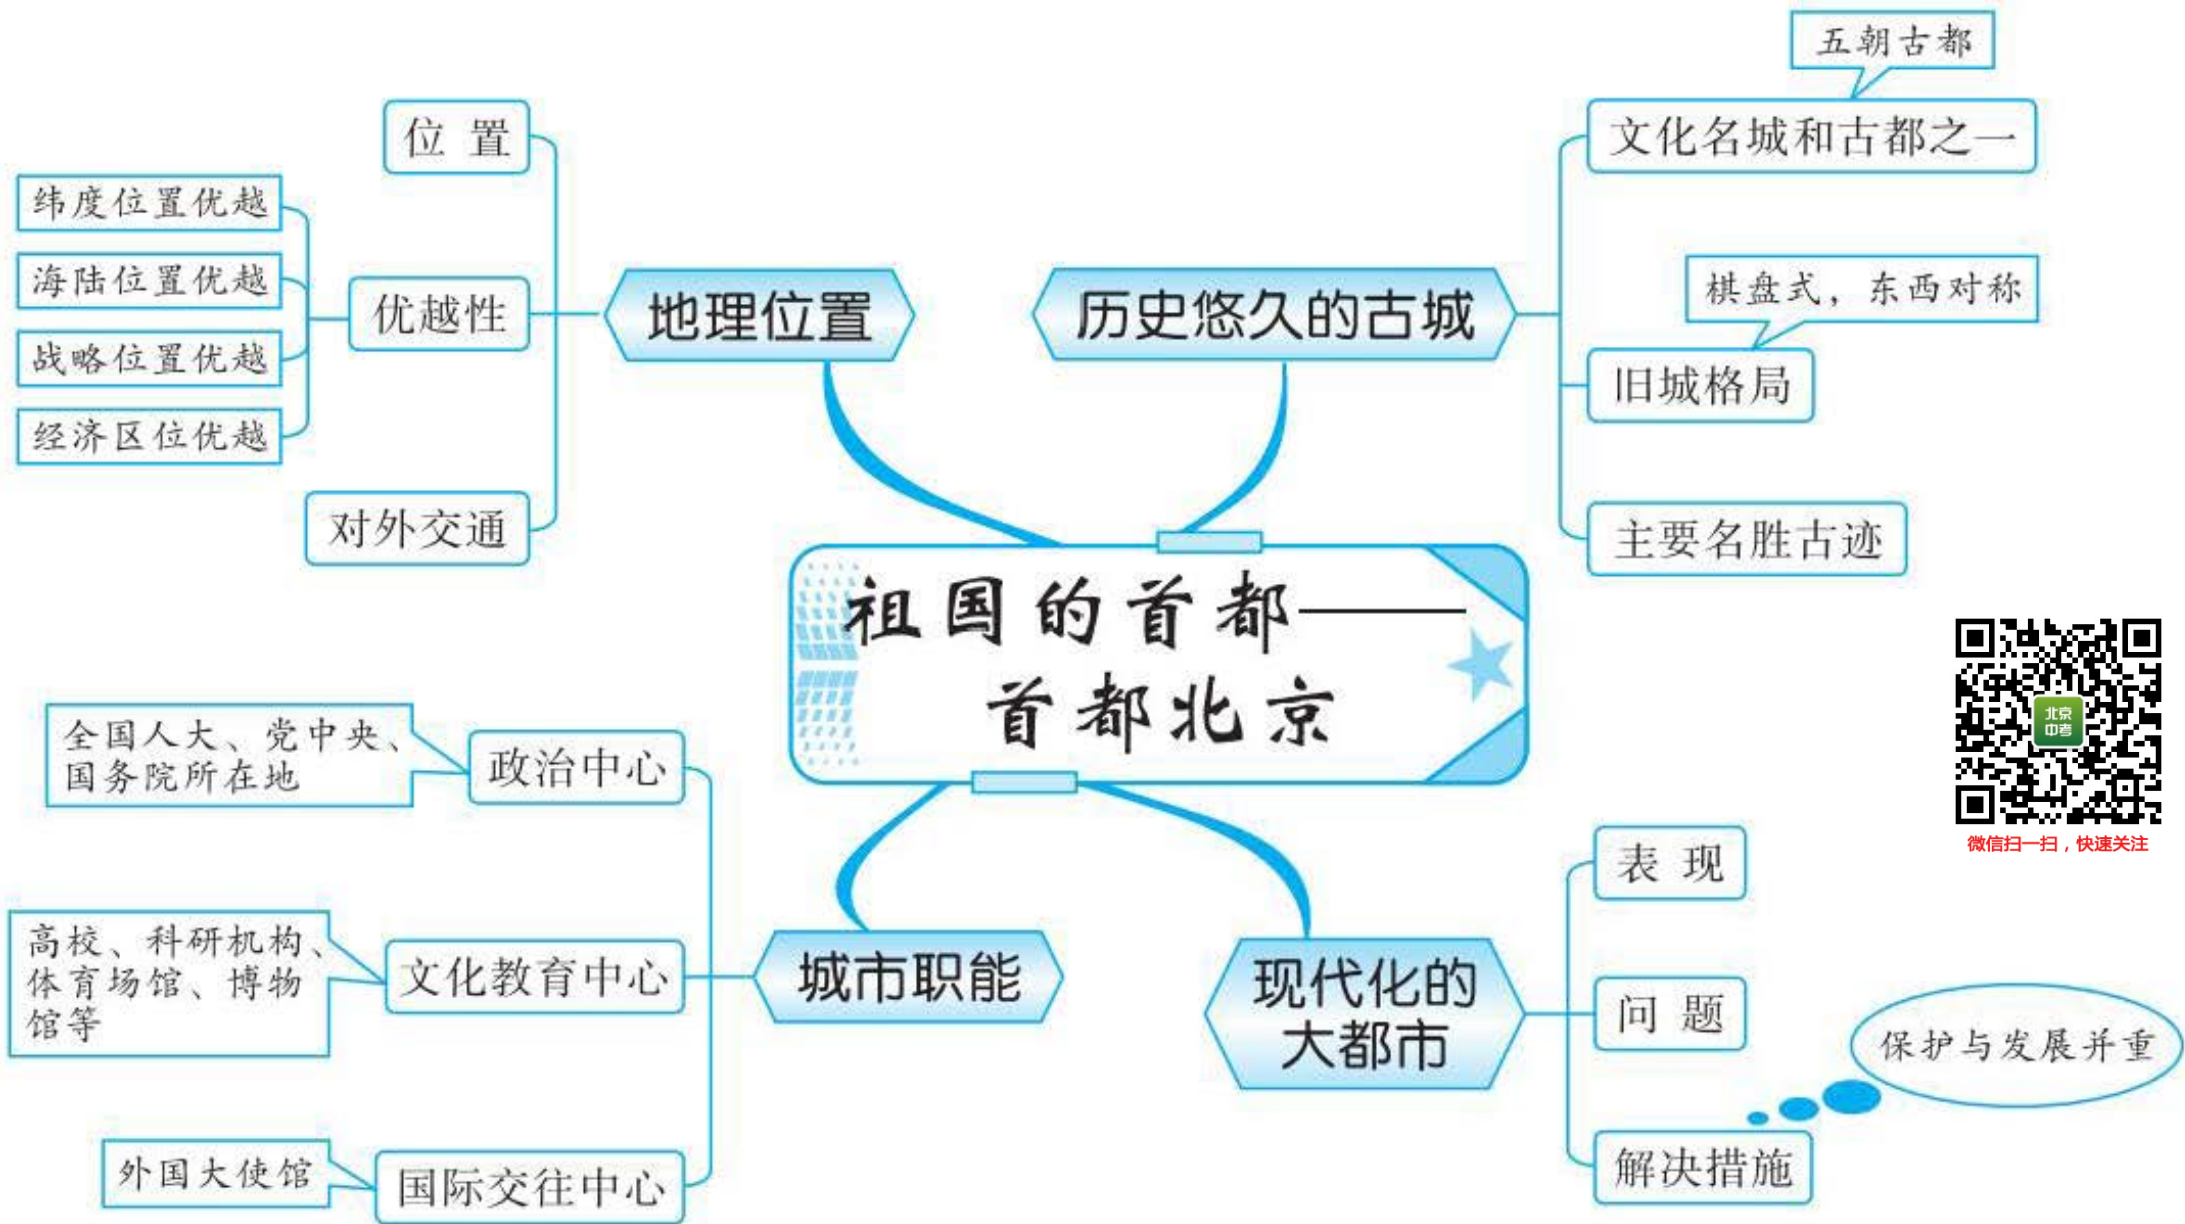 祖国的首都——
首都北京
地理位置
位 置
优越性
纬度位置优越
海陆位置优越
战略位置优越
经济区位优越
对外交通
历史悠久的古城
五朝古都
文化名城和古都之一
棋盘式，东西对称
旧城格局
主要名胜古迹
城市职能
政治中心
全国人大、党中央、
国务院所在地
文化教育中心
高校、科研机构、
体育场馆、博物
馆等
国际交往中心
外国大使馆
现代化的
大都市
表 现
问 题
解决措施
保护与发展并重
北京
中考
微信扫一扫，快速关注